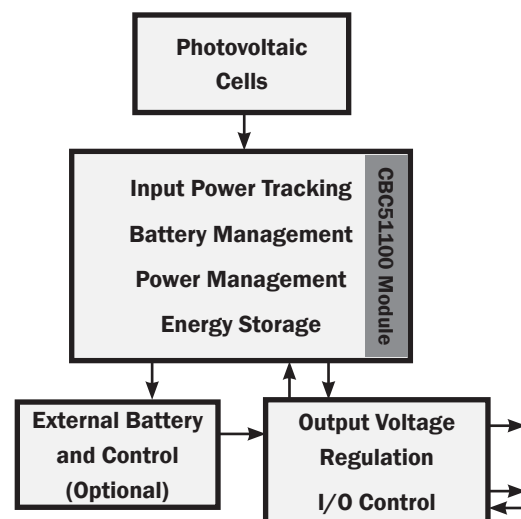 Photovoltaic
Cells
Input Power Tracking
Battery Management
Power Management
Energy Storage
CBC51100 Module
External Battery
and Control
(Optional)
Output Voltage
Regulation
I/O Control